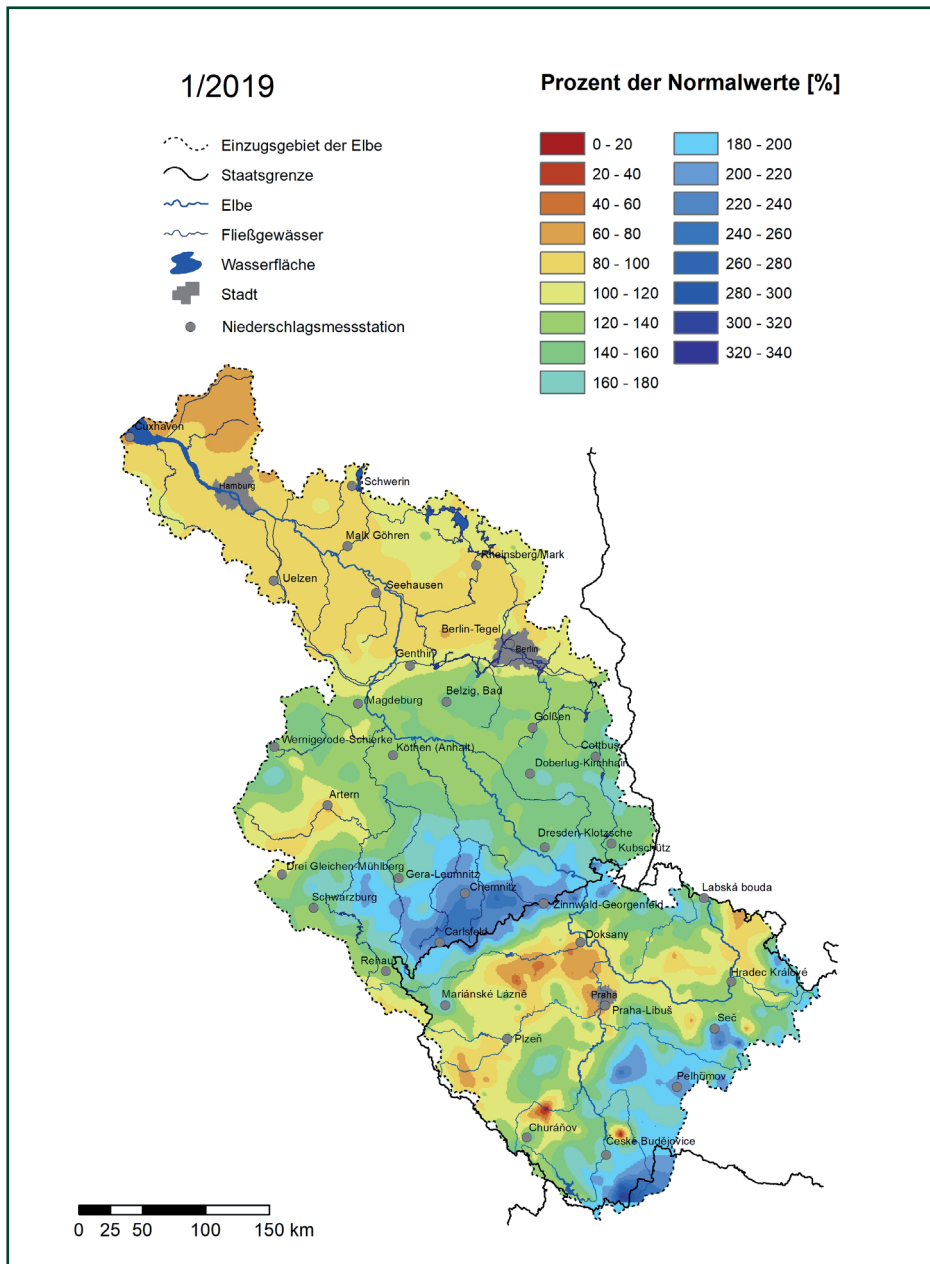 1/2019
Prozent der Normalwerte [%]
Einzugsgebiet der Elbe
Staatsgrenze
Elbe
Fließgewässer
Wasserfläche
Stadt
Niederschlagsmessstation
0 - 20
20 - 40
40 - 60
60 - 80
80 - 100
100 - 120
120 - 140
140 - 160
160 - 180
180 - 200
200 - 220
220 - 240
240 - 260
260 - 280
280 - 300
300 - 320
320 - 340
Cuxhaven
Hamburg
Schwerin
Malk Göhren
Rheinsberg/Mark
Uelzen
Seehausen
Berlin-Tegel
Berlin
Genthin
Belzig, Bad
Magdeburg
Golßen
Wernigerode-Schierke
Köthen (Anhalt)
Cottbus
Doberlug-Kirchhain
Artern
Dresden-Klotzsche
Kubschütz
Drei Gleichen-Mühlberg
Gera-Leumnitz
Chemnitz
Labská bouda
Schwarzburg
Zinnwald-Georgenfeld
Carlsfeld
Doksany
Rehau
Hradec Králové
Mariánské Lázně
Praha
Praha-Libuš
Seč
Plzeň
Pelhřimov
Churáňov
České Budějovice
0 25 50 100 150 km